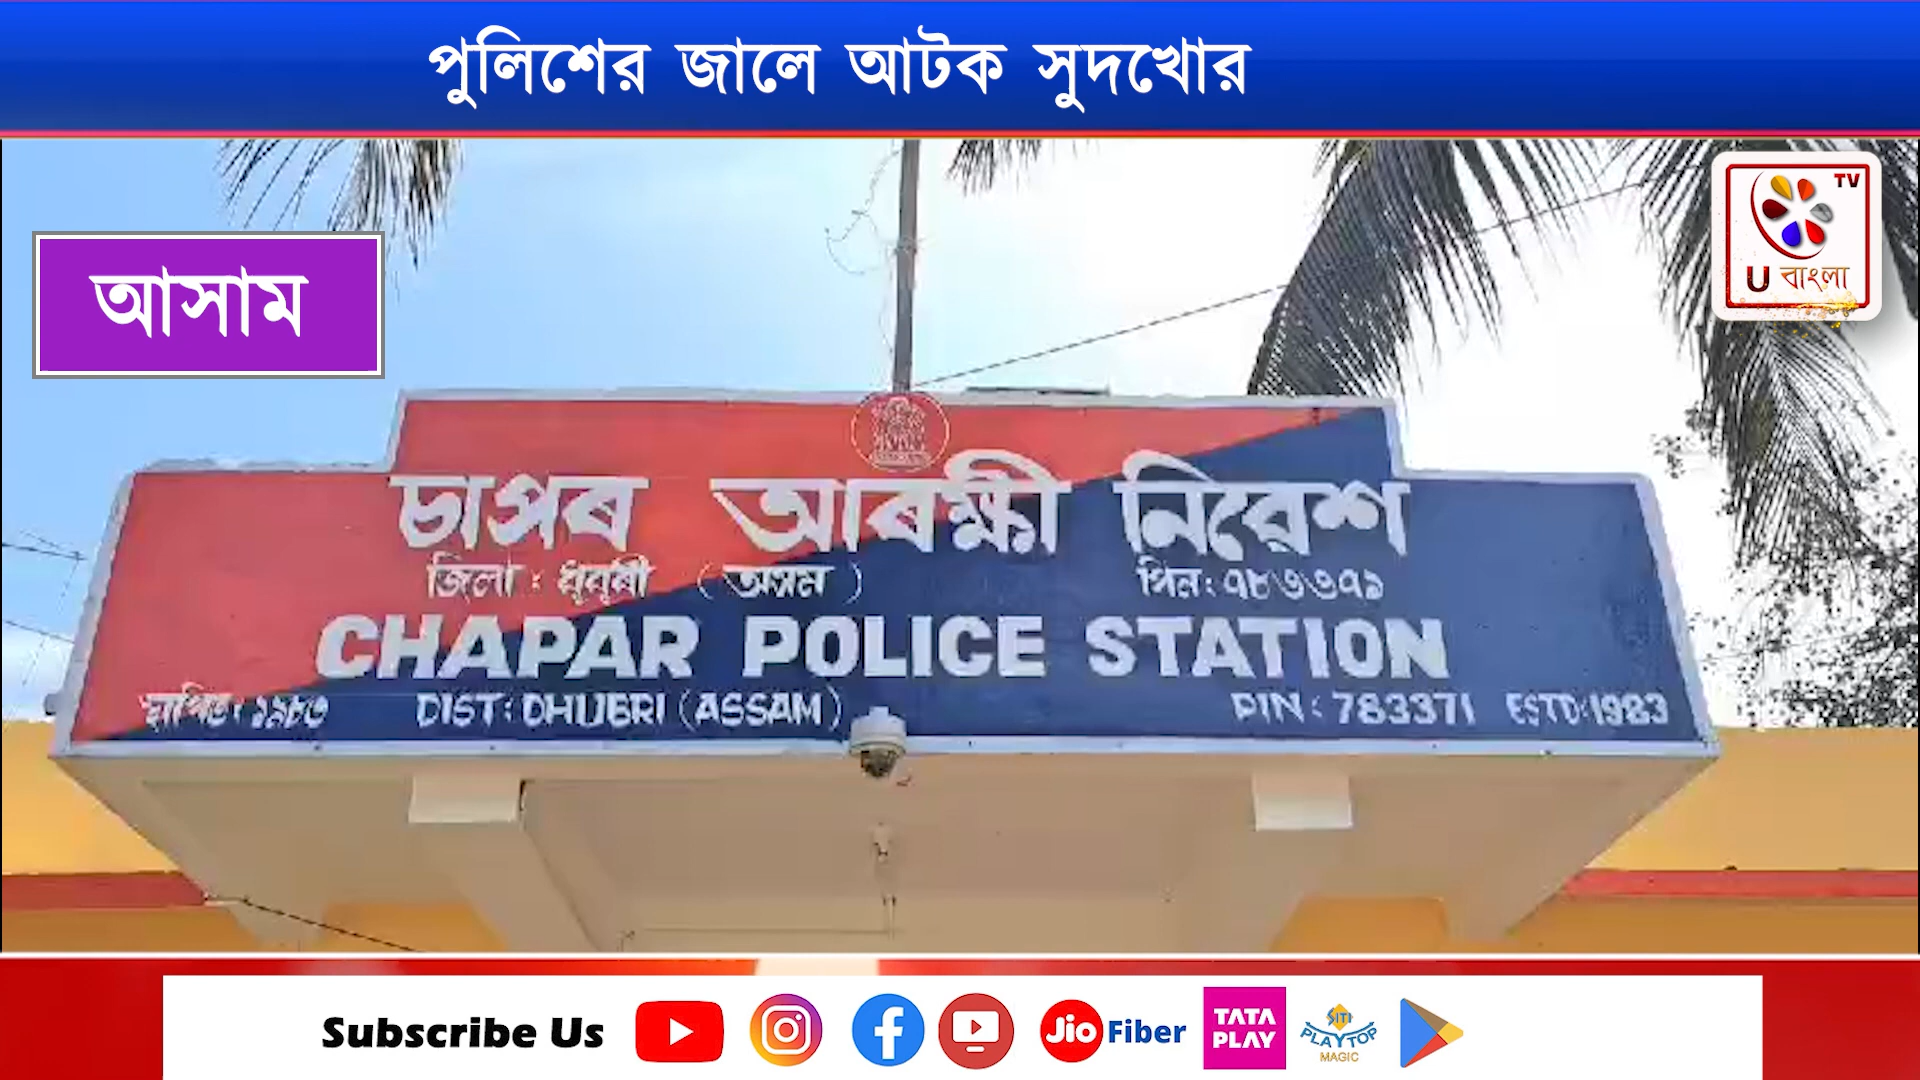 পুলিশের জালে আটক সুদখোর
TV
U বাংলা
আসাম
চাপৰ আৰক্ষী নিৱেশ
জিলা : ধুবুৰী ( অসম ) পিন : ৭৮৩৩৭১
CHAPAR POLICE STATION
স্থাপিত : ১৯৮৩ DIST : DHUBRI (ASSAM) PIN : 783371 ESTD:1983
Subscribe Us Jio Fiber TATA PLAY SITI PLAYTOP MAGIC